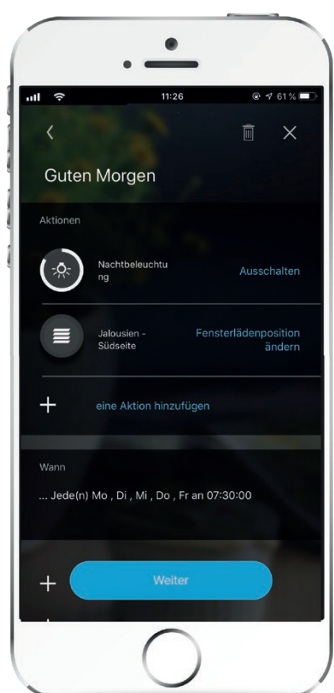 11:26
61 %
Guten Morgen
Aktionen
Nachtbeleuchtu
ng
Ausschalten
Jalousien -
Südseite
Fensterlädenposition
ändern
+
eine Aktion hinzufügen
Wann
... Jede(n) Mo , Di , Mi , Do , Fr an 07:30:00
+
Weiter